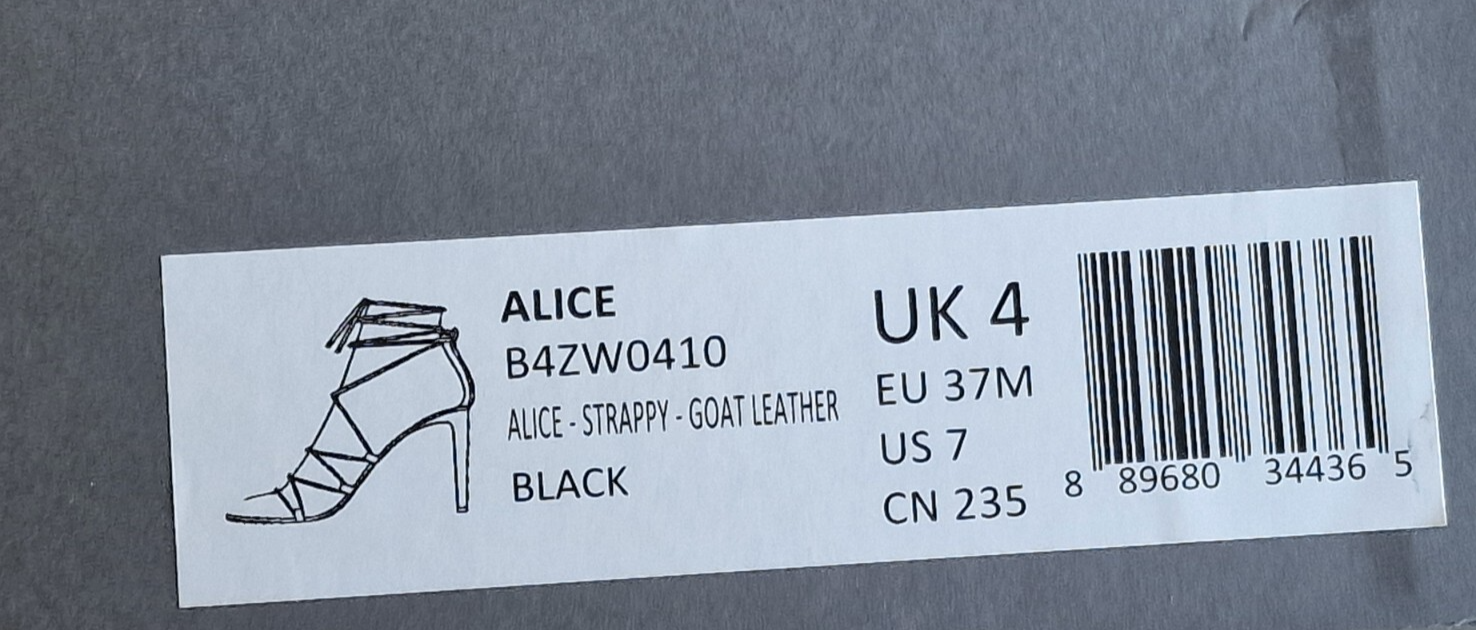 ALICE
B4ZW0410
ALICE - STRAPPY - GOAT LEATHER
BLACK
UK 4
EU 37M
US 7
CN 235
8 89680 34436 5